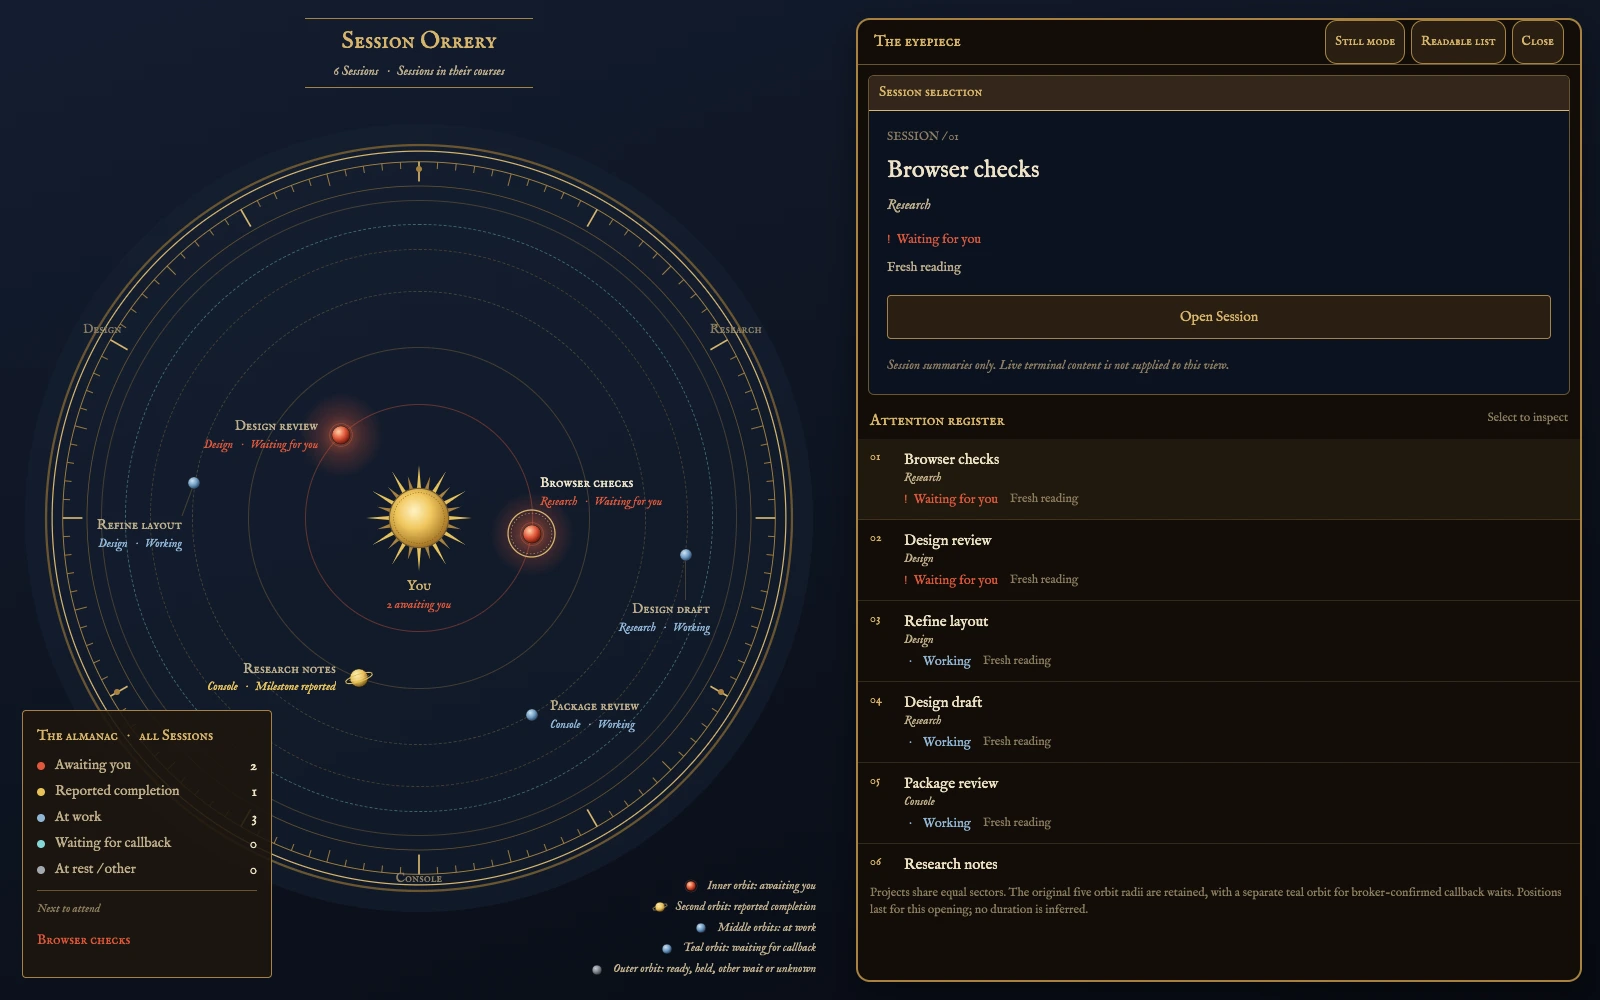 Session Orrery
6 Sessions · Sessions in their courses
Design
Research
Design review
Design · Waiting for you
Browser checks
Research · Waiting for you
Refine layout
Design · Working
You
2 awaiting you
Design draft
Research · Working
Research notes
Console · Milestone reported
Package review
Console · Working
Console
The almanac · all Sessions
Awaiting you 2
Reported completion 1
At work 3
Waiting for callback 0
At rest / other 0
Next to attend
Browser checks
Inner orbit: awaiting you
Second orbit: reported completion
Middle orbits: at work
Teal orbit: waiting for callback
Outer orbit: ready, held, other wait or unknown
The eyepiece
Still mode
Readable list
Close
Session selection
SESSION / 01
Browser checks
Research
! Waiting for you
Fresh reading
Open Session
Session summaries only. Live terminal content is not supplied to this view.
Attention register
Select to inspect
01 Browser checks
Research
! Waiting for you Fresh reading
02 Design review
Design
! Waiting for you Fresh reading
03 Refine layout
Design
· Working Fresh reading
04 Design draft
Research
· Working Fresh reading
05 Package review
Console
· Working Fresh reading
06 Research notes
Projects share equal sectors. The original five orbit radii are retained, with a separate teal orbit for broker-confirmed callback waits. Positions
last for this opening; no duration is inferred.